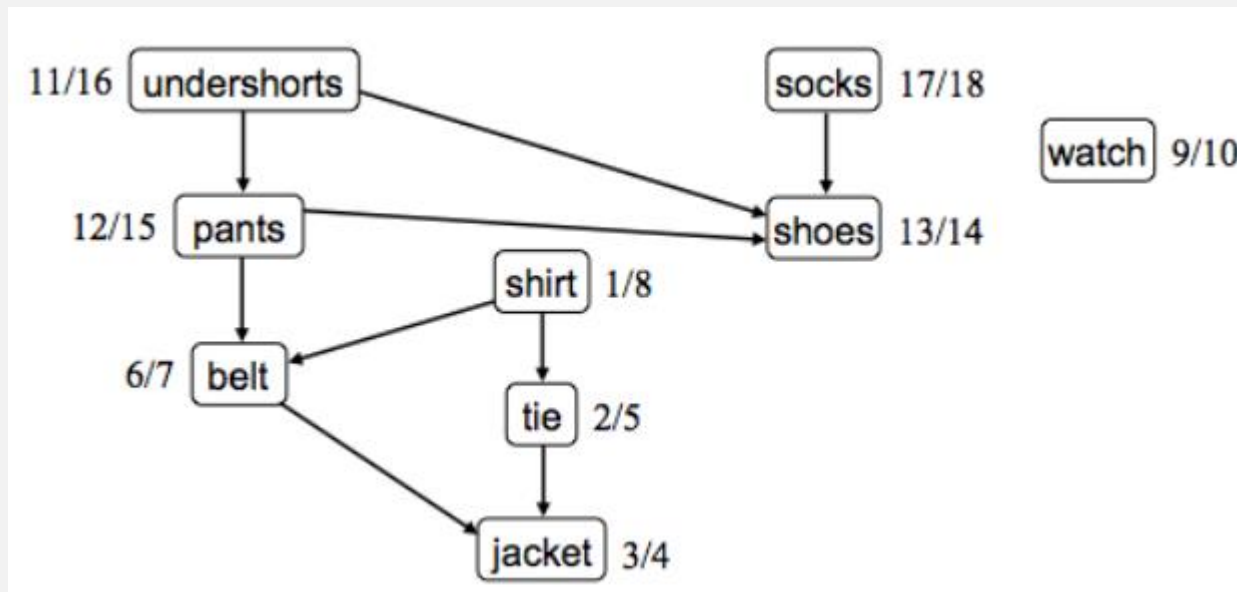 11/16 undershorts
socks 17/18
watch 9/10
12/15 pants
shoes 13/14
shirt 1/8
6/7 belt
tie 2/5
jacket 3/4